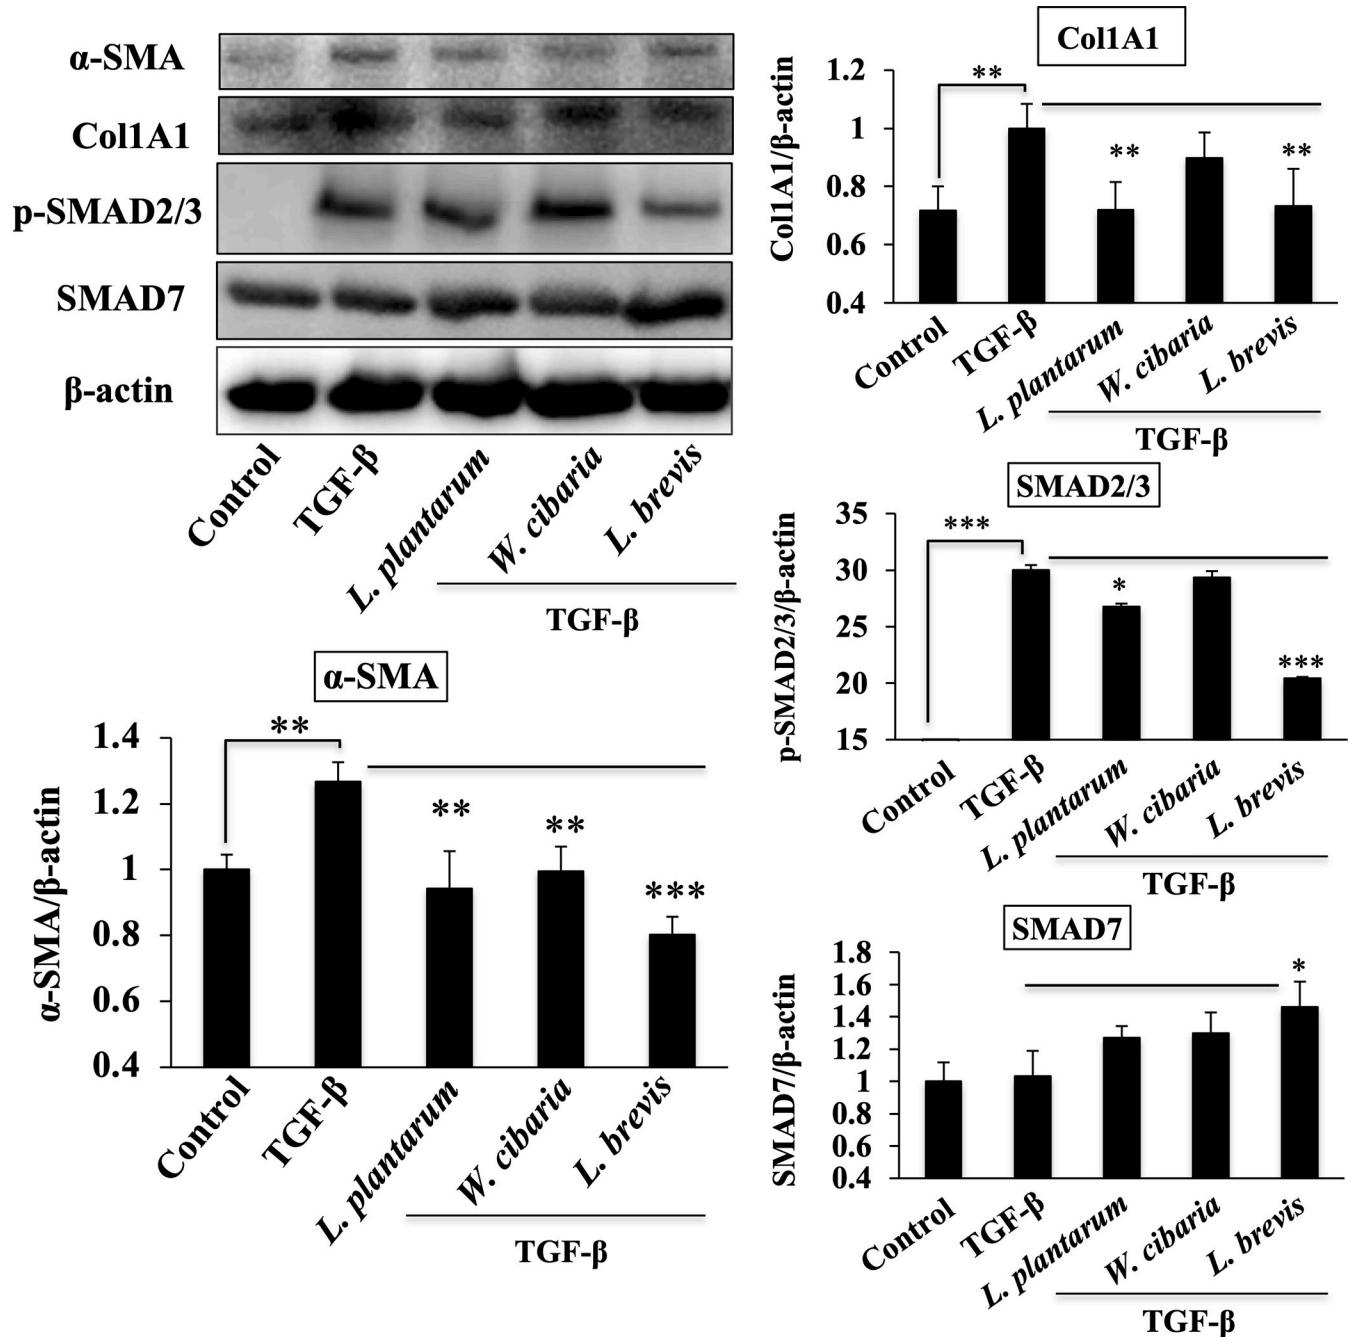 α-SMA
Col1A1
p-SMAD2/3
SMAD7
β-actin
Control
TGF-β
L. plantarum
W. cibaria
L. brevis
TGF-β
Col1A1
Col1A1/β-actin
1.2
1
0.8
0.6
0.4
**
**
**
Control
TGF-β
L. plantarum
W. cibaria
L. brevis
TGF-β
SMAD2/3
p-SMAD2/3/β-actin
35
30
25
20
15
***
*
***
Control
TGF-β
L. plantarum
W. cibaria
L. brevis
TGF-β
α-SMA
α-SMA/β-actin
1.4
1.2
1
0.8
0.6
0.4
**
**
**
***
Control
TGF-β
L. plantarum
W. cibaria
L. brevis
TGF-β
SMAD7
SMAD7/β-actin
1.8
1.6
1.4
1.2
1
0.8
0.6
0.4
*
Control
TGF-β
L. plantarum
W. cibaria
L. brevis
TGF-β